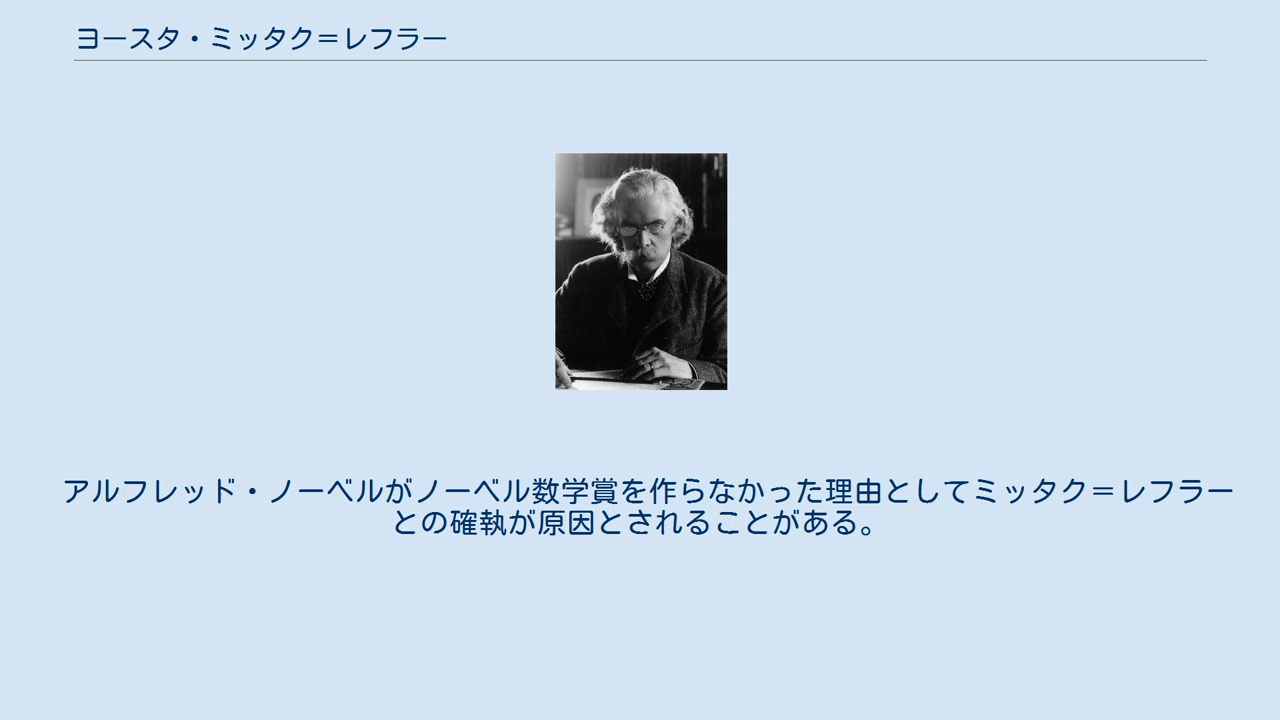 ヨースタ・ミッタク＝レフラー
アルフレッド・ノーベルがノーベル数学賞を作らなかった理由としてミッタク＝レフラー
との確執が原因とされることがある。